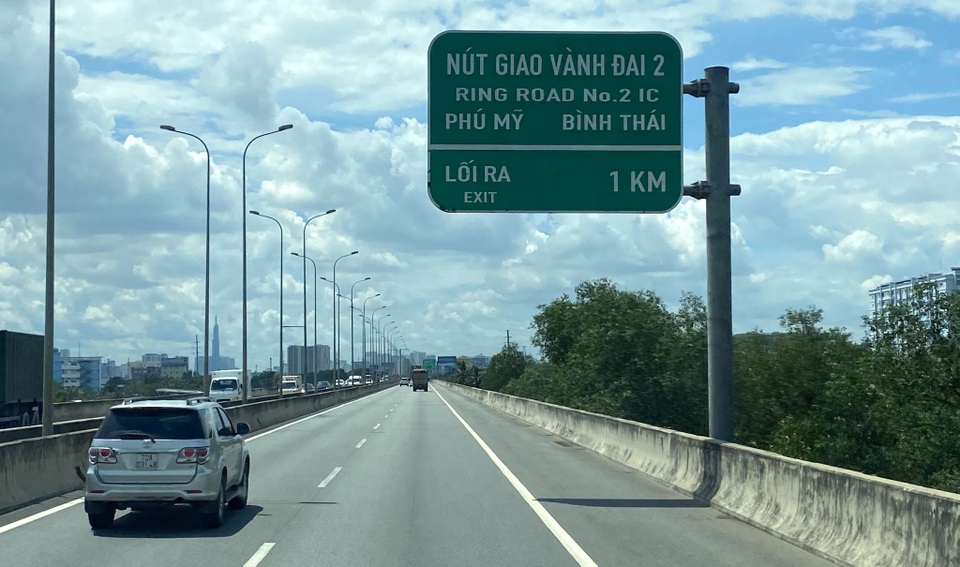 NÚT GIAO VÀNH ĐAI 2
RING ROAD No.2 IC
PHÚ MỸ BÌNH THÁI
LỐI RA 1 KM
EXIT